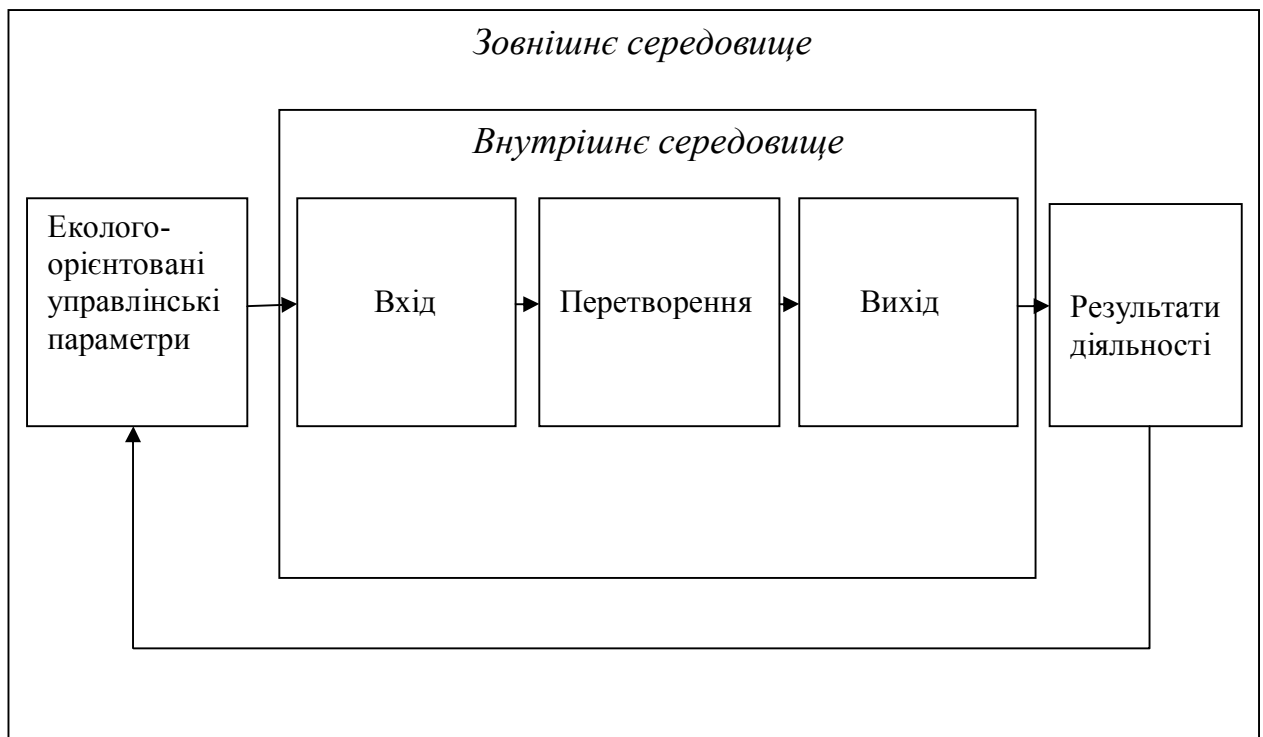 Зовнішнє середовище
Внутрішнє середовище
Еколого-
орієнтовані
управлінські
параметри
Вхід
Перетворення
Вихід
Результати
діяльності